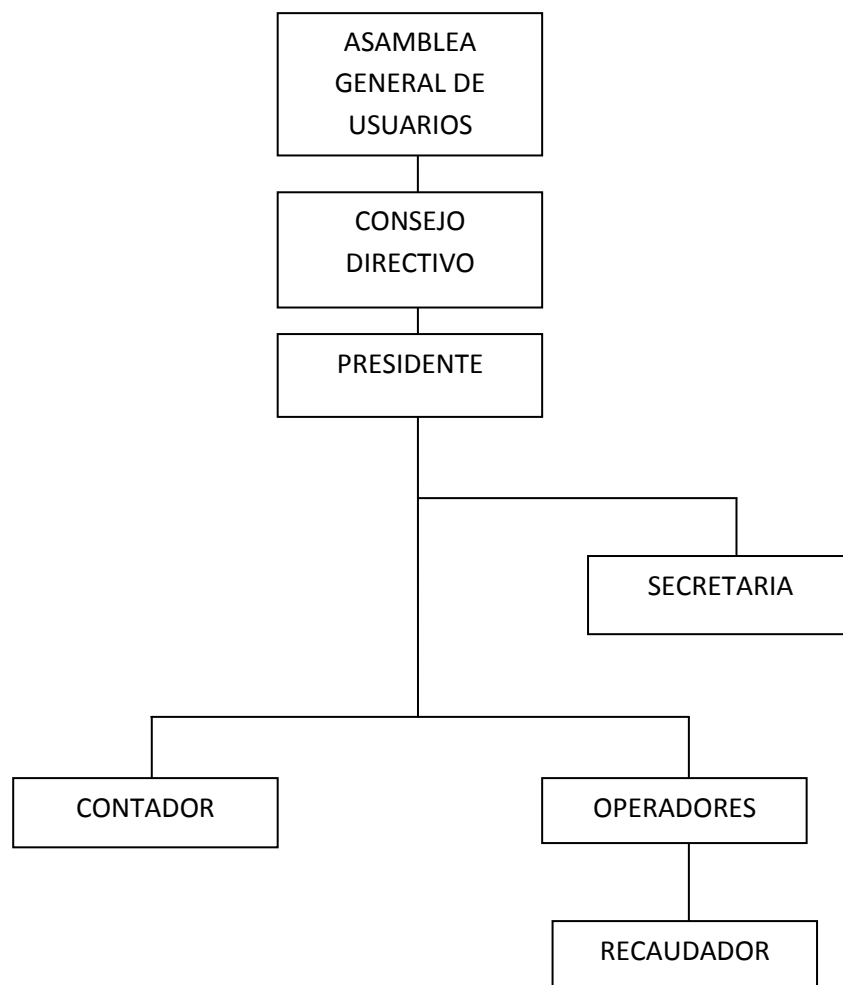 ASAMBLEA
GENERAL DE
USUARIOS
CONSEJO
DIRECTIVO
PRESIDENTE
SECRETARIA
CONTADOR
OPERADORES
RECAUDADOR